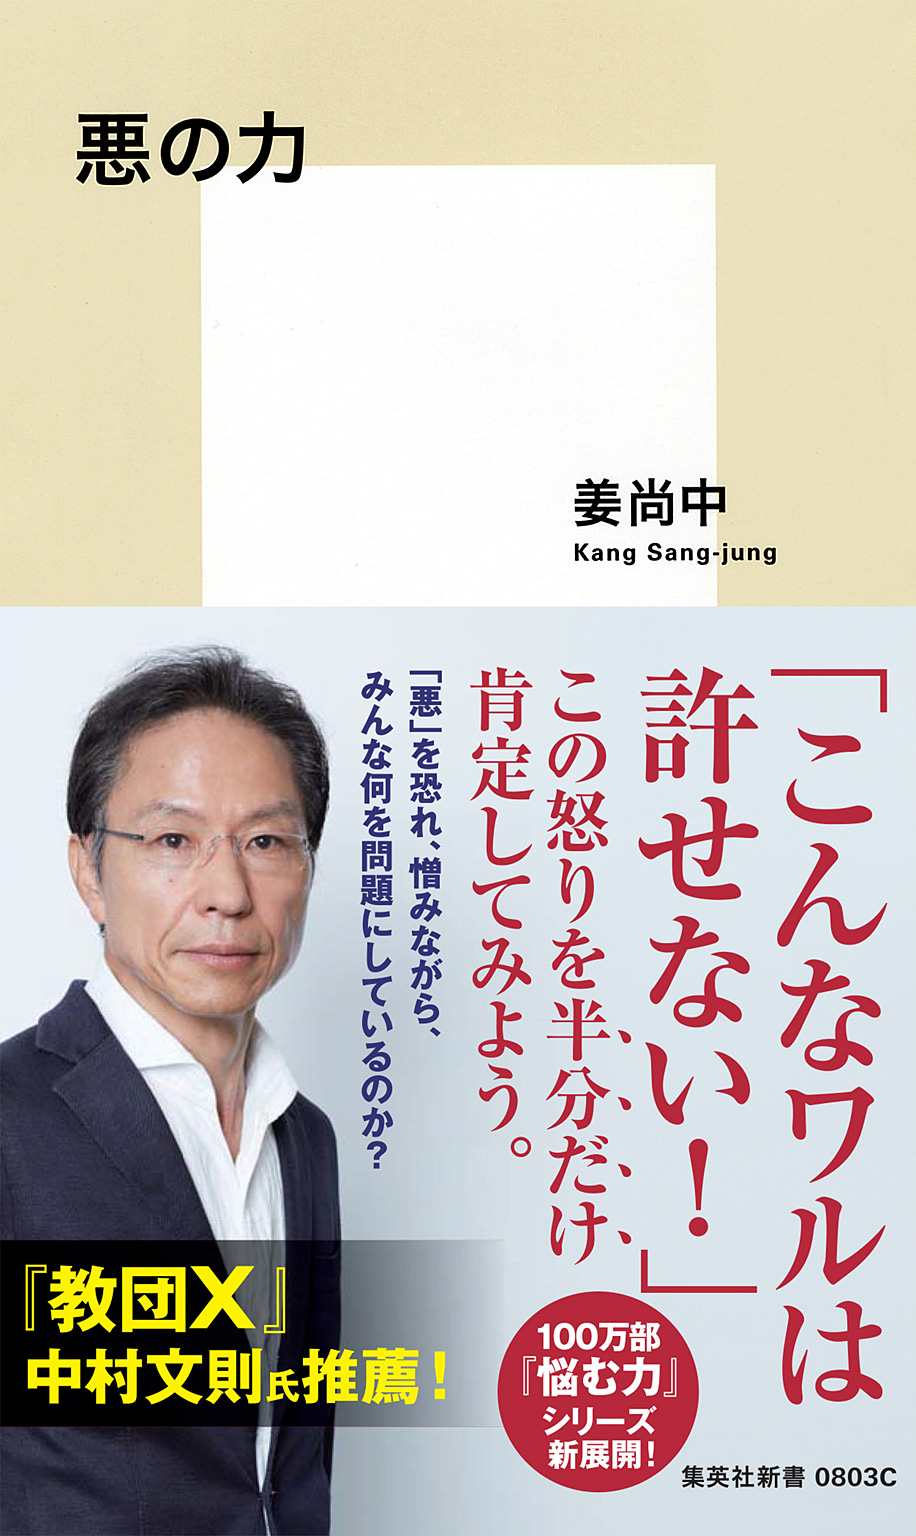 悪の力
姜尚中
Kang Sang-jung
「こんなワルは
許せない！」
この怒りを半分だけ、
肯定してみよう。
「悪」を恐れ、憎みながら、
みんな何を問題にしているのか？
『教団X』
中村文則氏推薦！
100万部
『悩む力』
シリーズ
新展開！
集英社新書 0803C